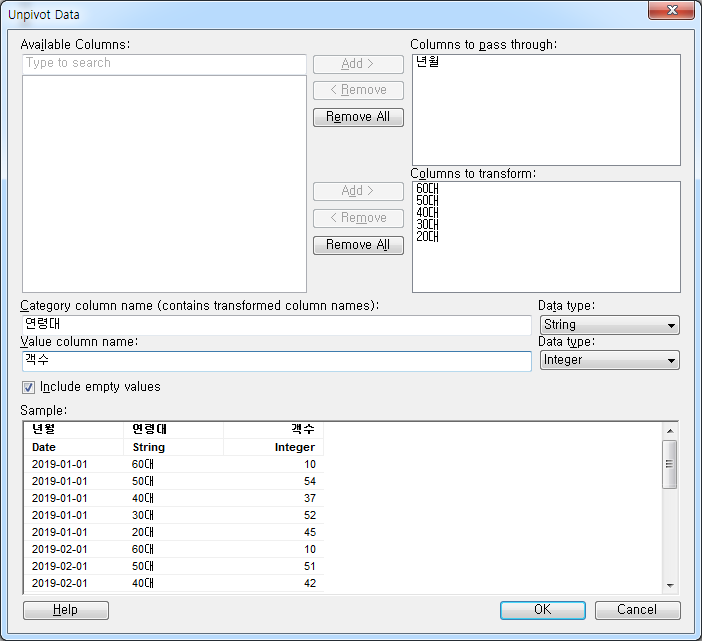 Unpivot Data
Available Columns:
Type to search
Add >
< Remove
Remove All
Columns to pass through:
년월
Add >
< Remove
Remove All
Columns to transform:
60대
50대
40대
30대
20대
Category column name (contains transformed column names):
Data type:
연령대
String
Value column name:
Data type:
객수
Integer
Include empty values
Sample:
년월 연령대 객수
Date String Integer
2019-01-01 60대 10
2019-01-01 50대 54
2019-01-01 40대 37
2019-01-01 30대 52
2019-01-01 20대 45
2019-02-01 60대 10
2019-02-01 50대 51
2019-02-01 40대 42
Help
OK
Cancel